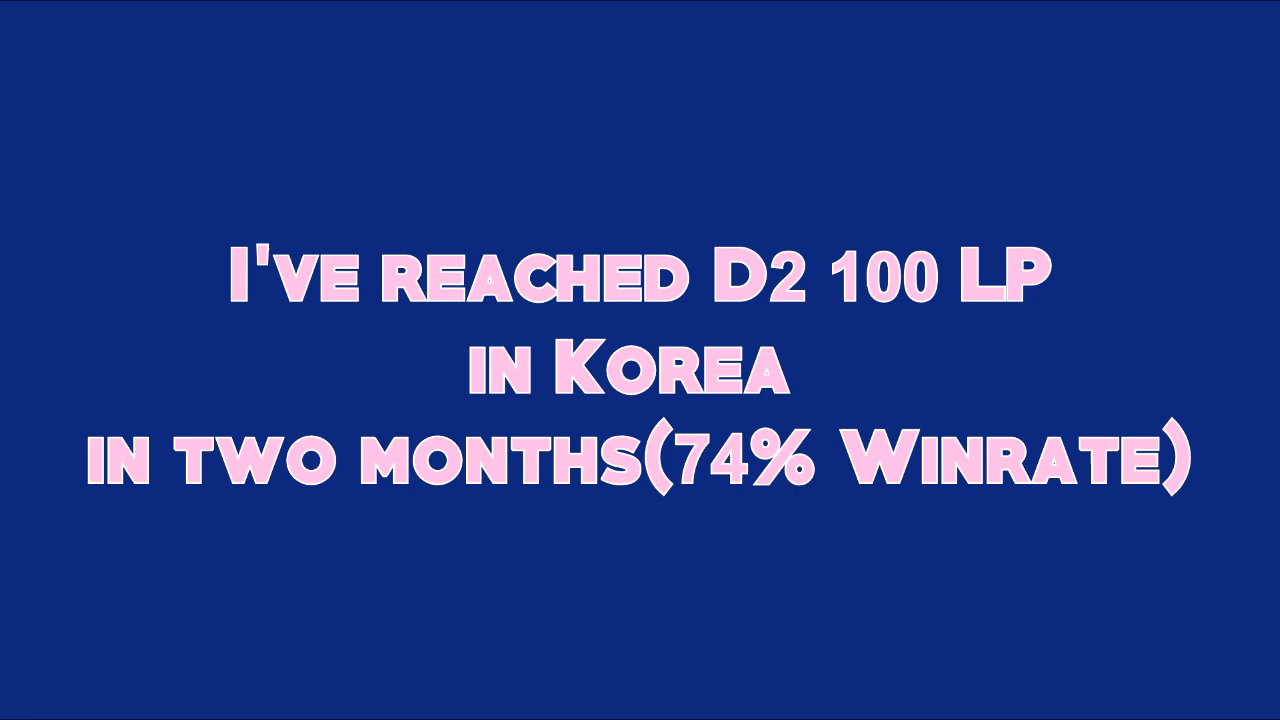 I've reached D2 100 LP
in Korea
in two months(74% Winrate)